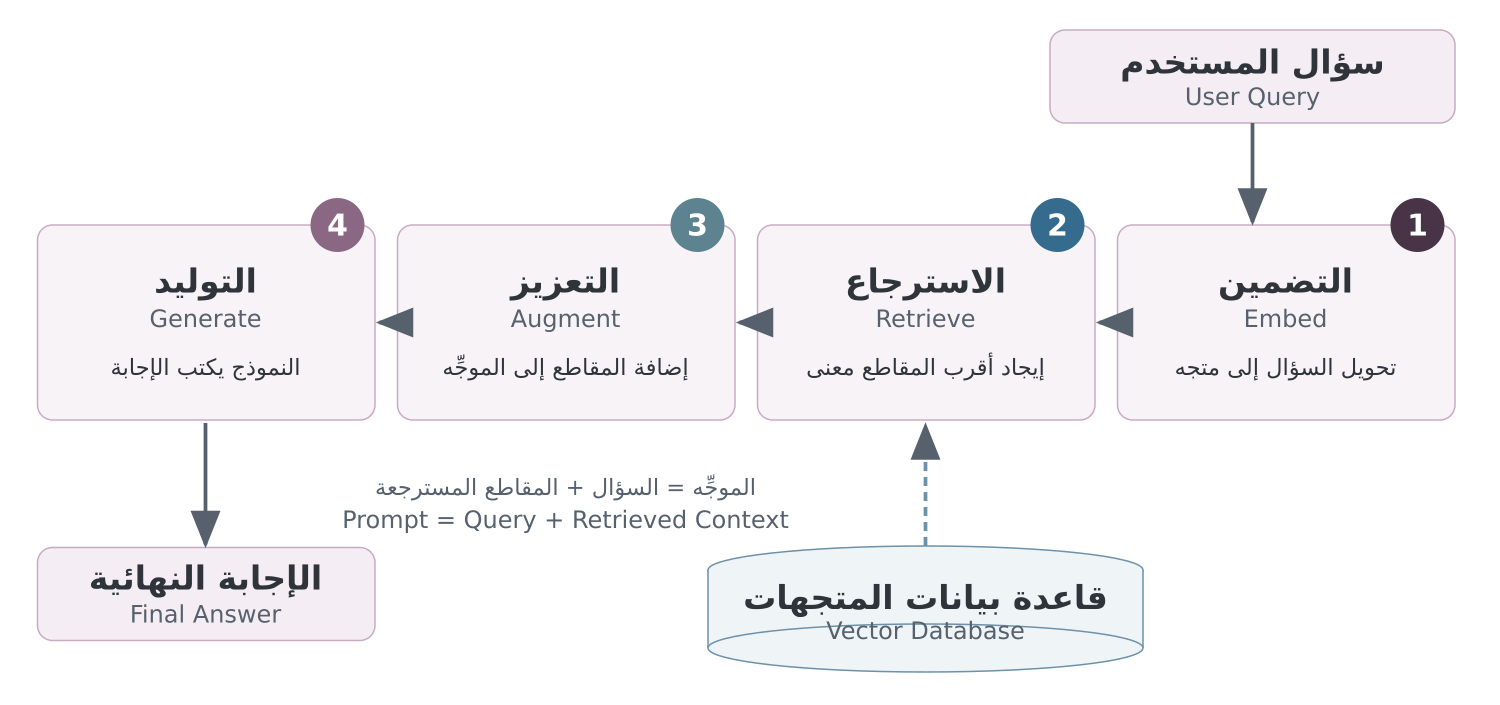 سؤال المستخدم
User Query
1
التضمين
Embed
تحويل السؤال إلى متجه
2
الاسترجاع
Retrieve
إيجاد أقرب المقاطع معنى
3
التعزيز
Augment
إضافة المقاطع إلى الموجِّه
4
التوليد
Generate
النموذج يكتب الإجابة
الموجِّه = السؤال + المقاطع المسترجعة
Prompt = Query + Retrieved Context
قاعدة بيانات المتجهات
Vector Database
الإجابة النهائية
Final Answer